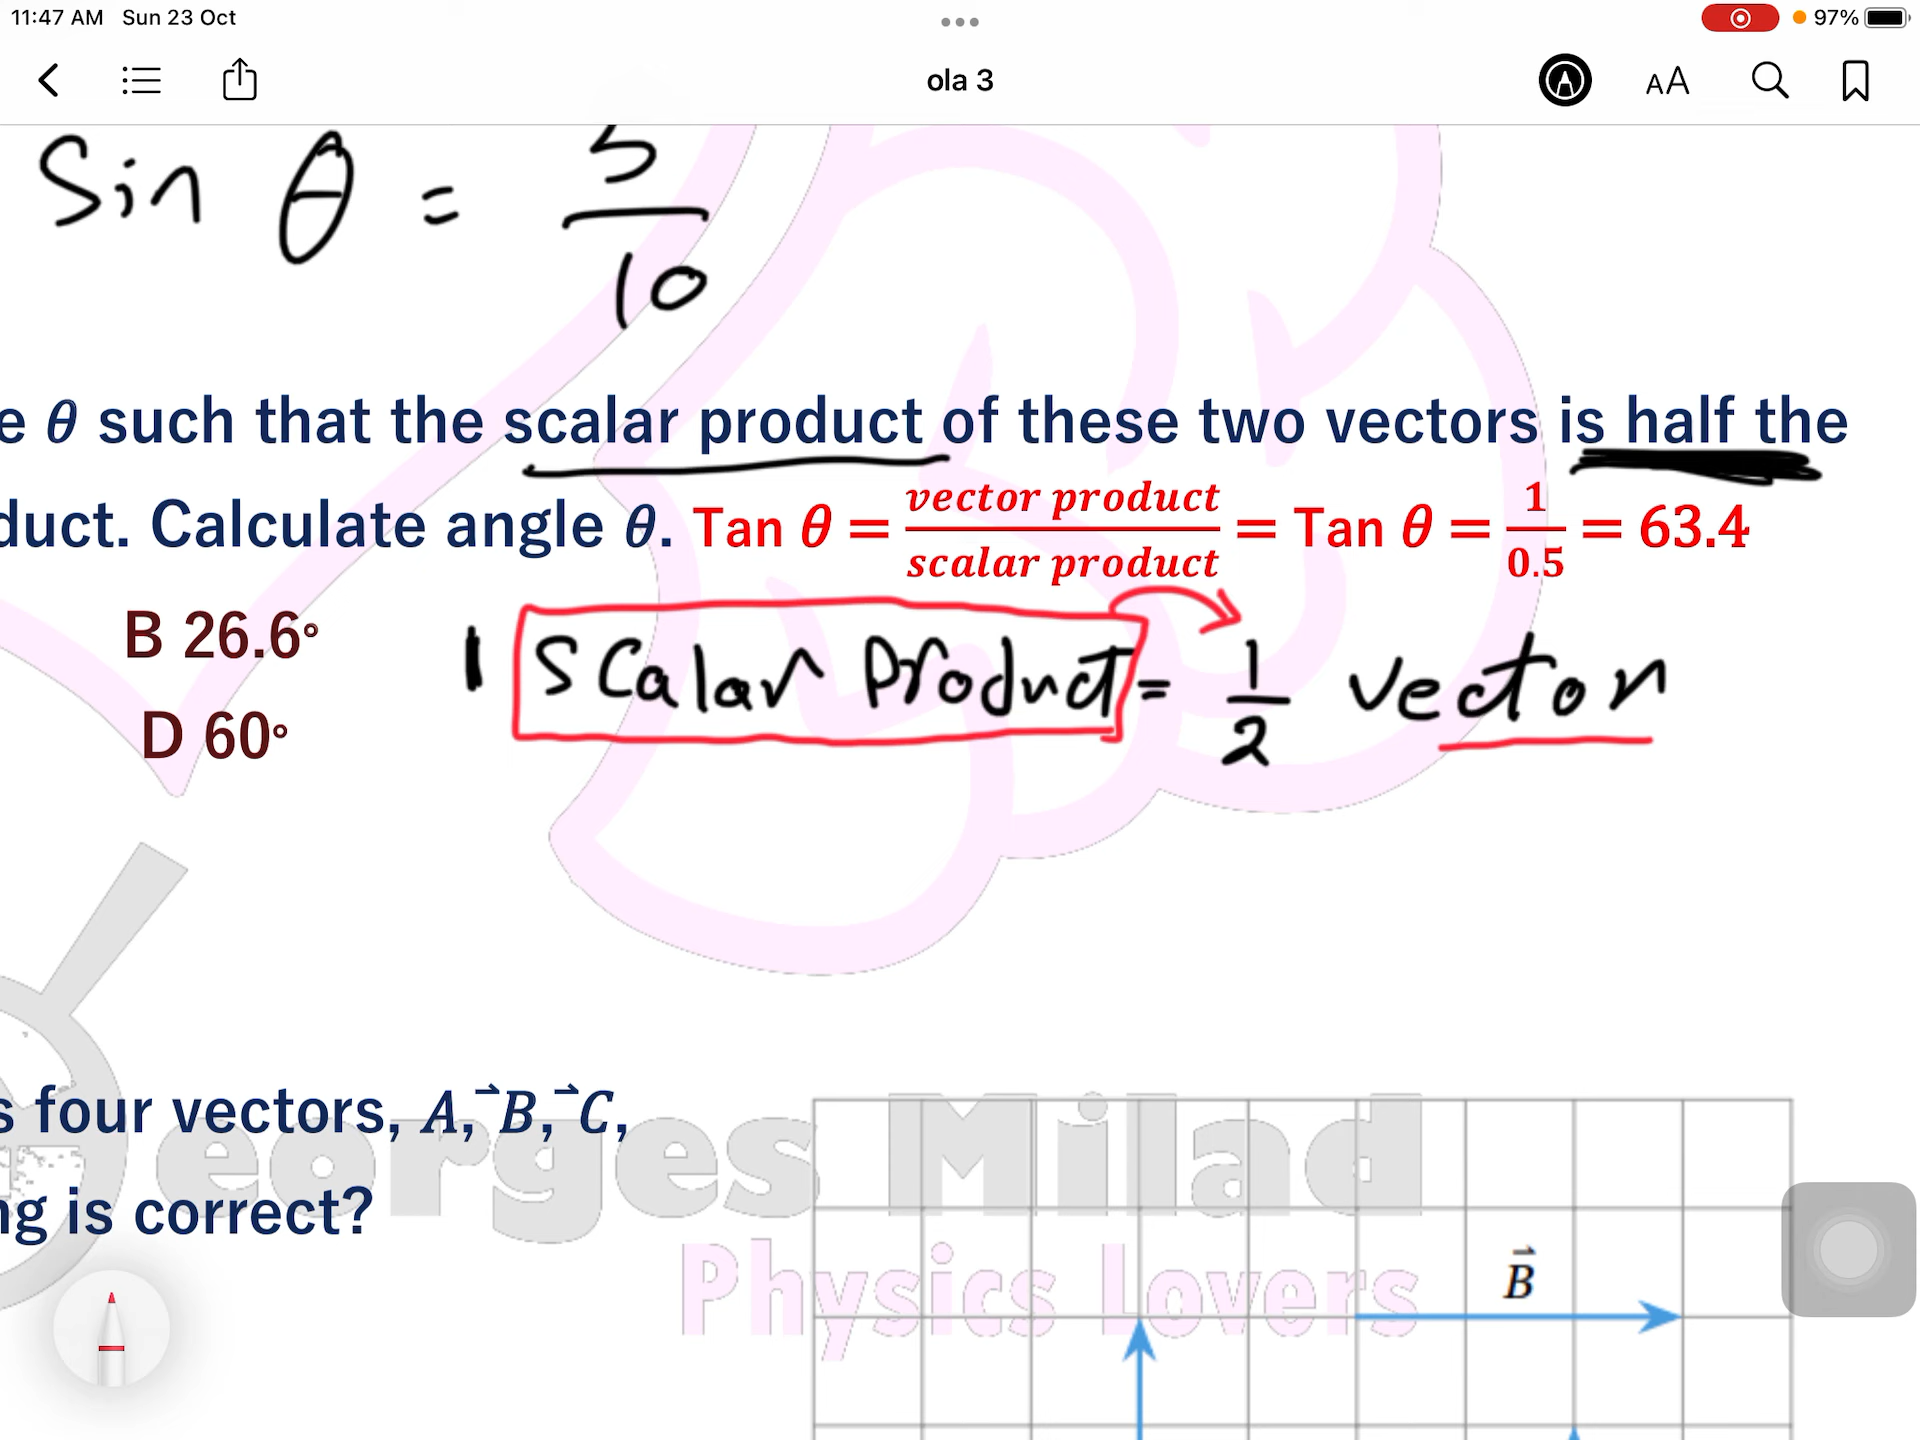 11:47 AM Sun 23 Oct
97%
ola 3
AA
Sin θ = 5/10
e θ such that the scalar product of these two vectors is half the
duct. Calculate angle θ. Tan θ = vector product / scalar product = Tan θ = 1/0.5 = 63.4
B 26.6°
1 Scalar Product = 1/2 vector
D 60°
s four vectors, A, ⃗B, ⃗C,
eorges Milad
ng is correct?
Physics Lovers
B⃗